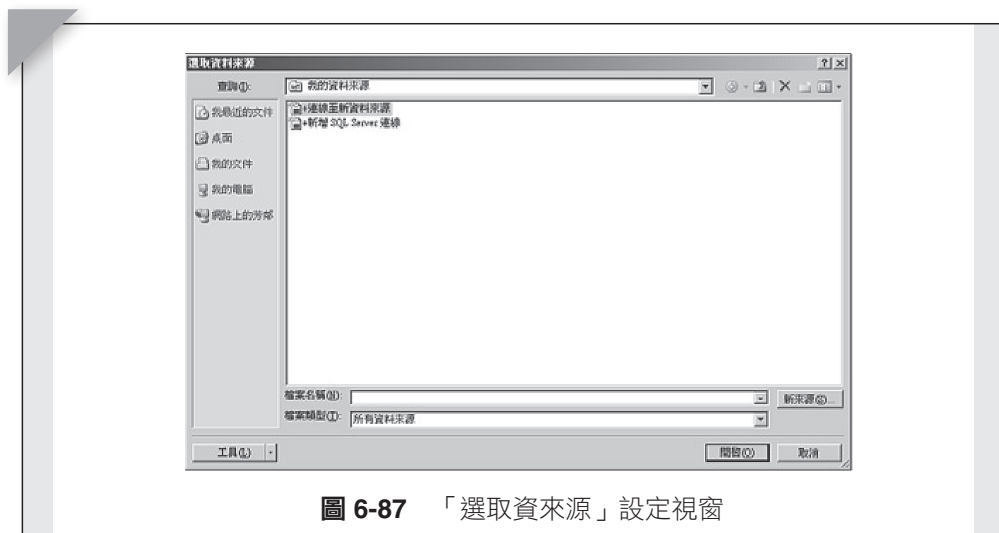 選取資料來源
查詢(I): 我的資料來源
我最近的文件
桌面
我的文件
我的電腦
網路上的芳鄰
+連線至新資料來源
+新增 SQL Server 連線
檔案名稱(N):
新來源(S)...
檔案類型(T): 所有資料來源
工具(L)
開啟(O)
取消
圖 6-87 「選取資來源」設定視窗